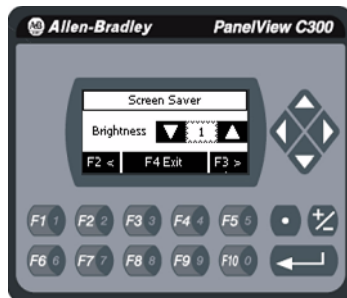 AB Allen-Bradley PanelView C300
Screen Saver
Brightness 1
F2 < F4 Exit F3 >
F1 1 F2 2 F3 3 F4 4 F5 5 • +/-
F6 6 F7 7 F8 8 F9 9 F10 0